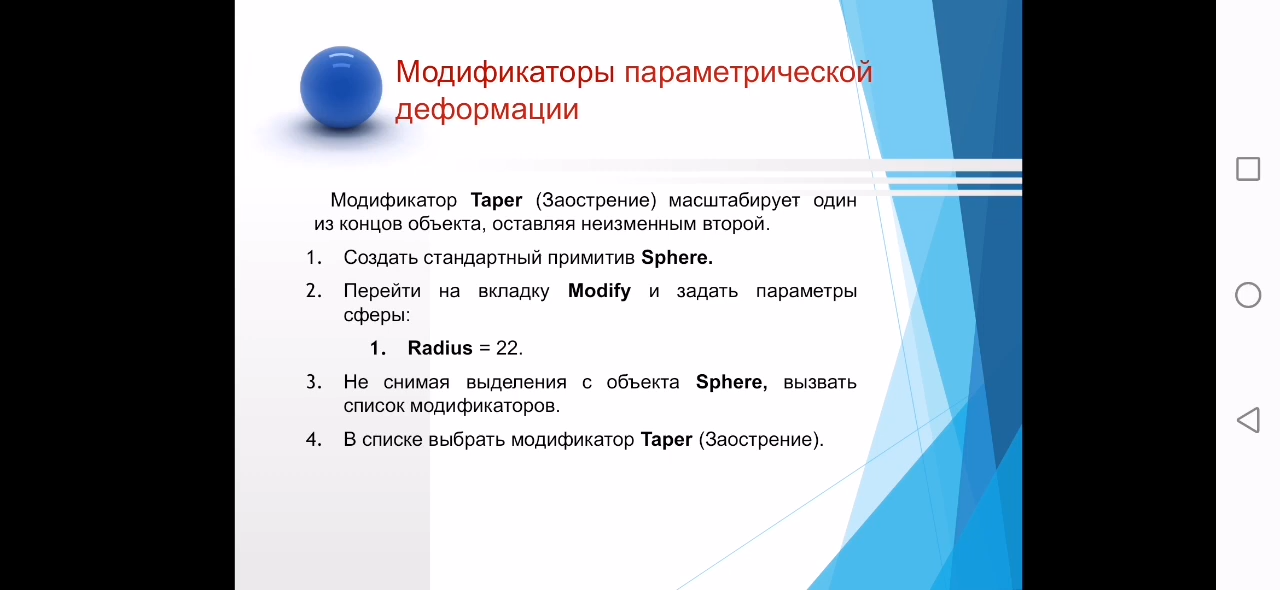 Модификаторы параметрической
деформации
Модификатор Taper (Заострение) масштабирует один
из концов объекта, оставляя неизменным второй.
1. Создать стандартный примитив Sphere.
2. Перейти на вкладку Modify и задать параметры
сферы:
1. Radius = 22.
3. Не снимая выделения с объекта Sphere, вызвать
список модификаторов.
4. В списке выбрать модификатор Taper (Заострение).